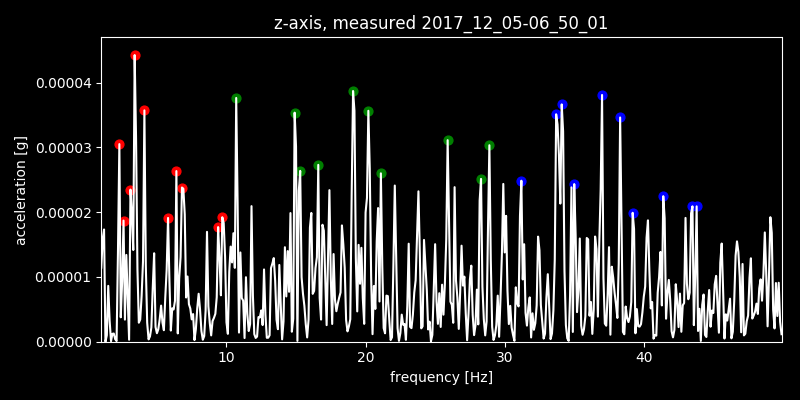 z-axis, measured 2017_12_05-06_50_01
acceleration [g]
0.00004
0.00003
0.00002
0.00001
0.00000
10 20 30 40
frequency [Hz]